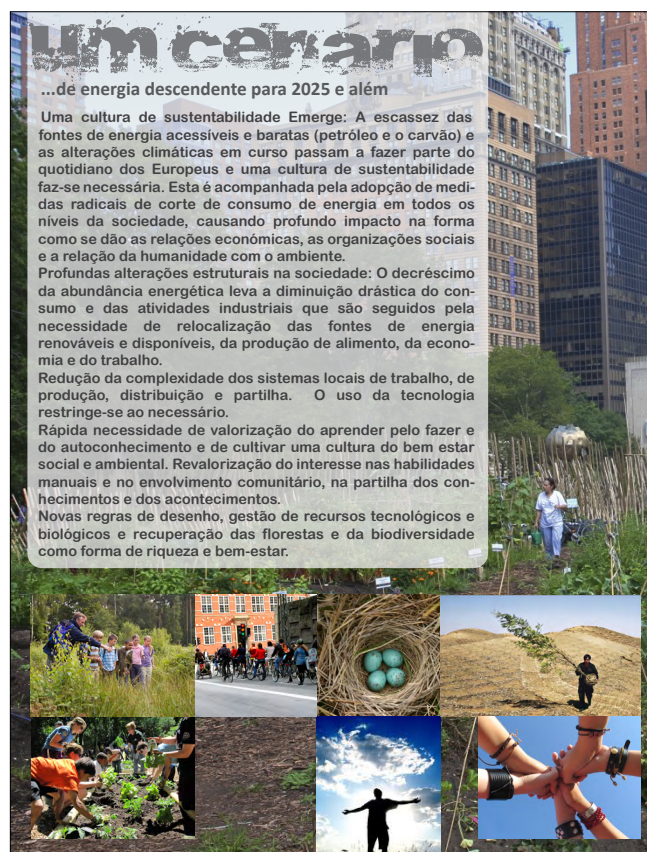 um cenario
...de energia descendente para 2025 e além
Uma cultura de sustentabilidade Emerge: A escassez das
fontes de energia acessíveis e baratas (petróleo e o carvão) e
as alterações climáticas em curso passam a fazer parte do
quotidiano dos Europeus e uma cultura de sustentabilidade
faz-se necessária. Esta é acompanhada pela adopção de medi-
das radicais de corte de consumo de energia em todos os
níveis da sociedade, causando profundo impacto na forma
como se dão as relações económicas, as organizações sociais
e a relação da humanidade com o ambiente.
Profundas alterações estruturais na sociedade: O decréscimo
da abundância energética leva a diminuição drástica do con-
sumo e das atividades industriais que são seguidos pela
necessidade de relocalização das fontes de energia
renováveis e disponíveis, da produção de alimento, da econo-
mia e do trabalho.
Redução da complexidade dos sistemas locais de trabalho, de
produção, distribuição e partilha. O uso da tecnologia
restringe-se ao necessário.
Rápida necessidade de valorização do aprender pelo fazer e
do autoconhecimento e de cultivar uma cultura do bem estar
social e ambiental. Revalorização do interesse nas habilidades
manuais e no envolvimento comunitário, na partilha dos con-
hecimentos e dos acontecimentos.
Novas regras de desenho, gestão de recursos tecnológicos e
biológicos e recuperação das florestas e da biodiversidade
como forma de riqueza e bem-estar.